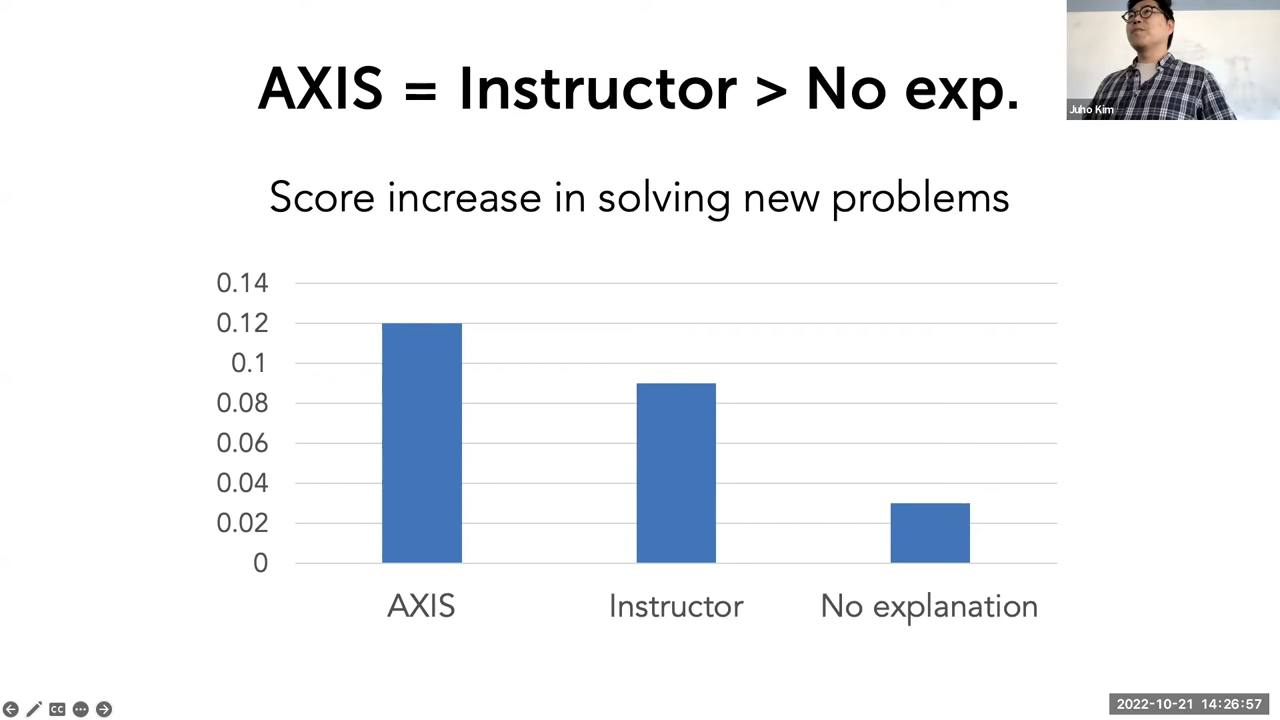 AXIS = Instructor > No exp.
Juho Kim
Score increase in solving new problems
0.14
0.12
0.1
0.08
0.06
0.04
0.02
0
AXIS
Instructor
No explanation
CC
2022-10-21 14:26:57